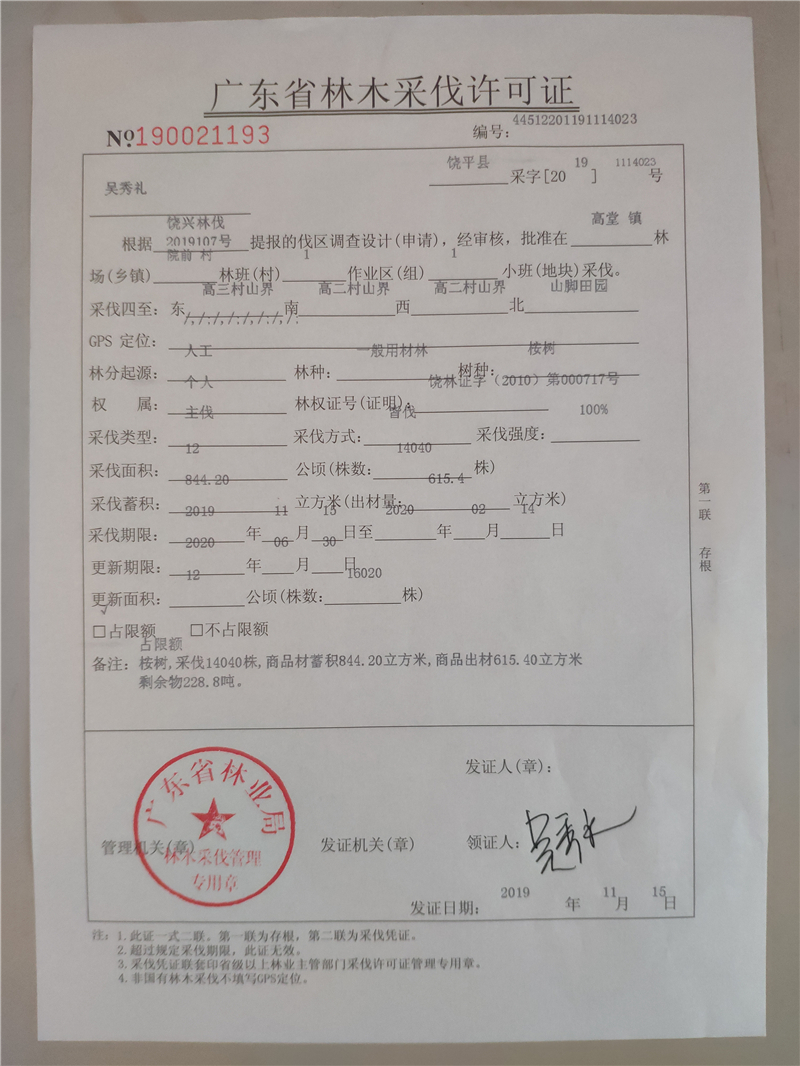 广东省林木采伐许可证
№190021193 编号: 44512201191114023
饶平县 采字[20 19 ] 1114023 号
吴秀礼
根据 饶兴林伐2019107号 提报的伐区调查设计(申请),经审核,批准在 高堂 镇 林
场(乡镇) 院前 村 林班(村) 1 作业区(组) 1 小班(地块)采伐。
采伐四至: 东 高三村山界 南 高二村山界 西 高二村山界 北 山脚田园
GPS 定位: /,/:,/:,/:,/:,/:
林分起源: 人工 林种: 一般用材林 树种: 桉树
权 属: 个人 林权证号(证明): 饶林证字（2010）第000717号
采伐类型: 主伐 采伐方式: 皆伐 采伐强度: 100%
采伐面积: 12 公顷(株数: 14040 株)
采伐蓄积: 844.20 立方米(出材量: 615.4 立方米)
采伐期限: 2019 年 11 月 15 日至 2020 年 02 月 14 日
更新期限: 2020 年 06 月 30 日
更新面积: 12 公顷(株数: 16020 株)
√
□占限额 □不占限额
占限额
备注: 桉树,采伐14040株,商品材蓄积844.20立方米,商品出材615.40立方米
剩余物228.8吨。
第一联 存根
发证人(章):
广东省林业局
林木采伐管理
专用章
管理机关(章) 发证机关(章) 领证人:
发证日期: 2019 年 11 月 15 日
注: 1.此证一式二联。第一联为存根，第二联为采伐凭证。
2.超过规定采伐期限，此证无效。
3.采伐凭证联套印省级以上林业主管部门采伐许可证管理专用章。
4.非国有林木采伐不填写GPS定位。